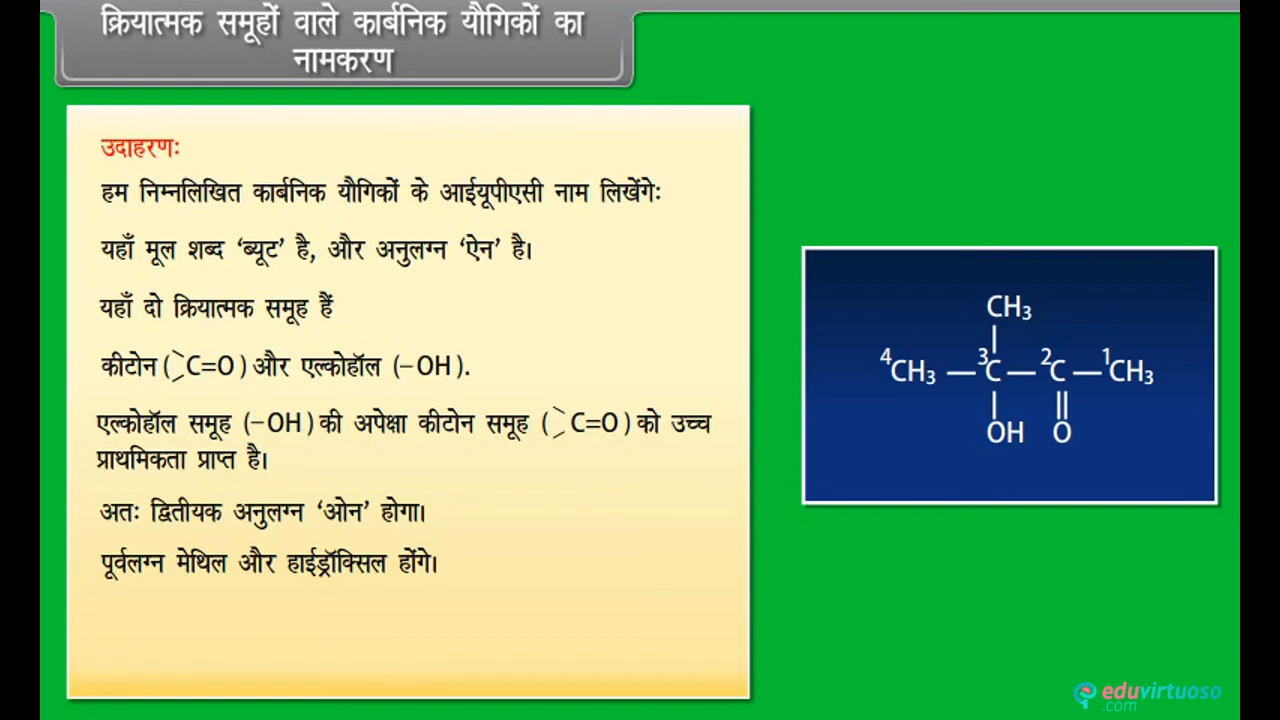 क्रियात्मक समूहों वाले कार्बनिक यौगिकों का
नामकरण
उदाहरणः
हम निम्नलिखित कार्बनिक यौगिकों के आईयूपीएसी नाम लिखेंगेः
यहाँ मूल शब्द ‘ब्यूट’ है, और अनुलग्न ‘ऐन’ है।
यहाँ दो क्रियात्मक समूह हैं
कीटोन (>C=O) और एल्कोहॉल (–OH).
एल्कोहॉल समूह (–OH) की अपेक्षा कीटोन समूह (>C=O) को उच्च
प्राथमिकता प्राप्त है।
अतः द्वितीयक अनुलग्न ‘ओन’ होगा।
पूर्वलग्न मेथिल और हाईड्रॉक्सिल होंगे।
CH₃
⁴CH₃ — ³C — ²C — ¹CH₃
OH O
eduvirtuoso
.com